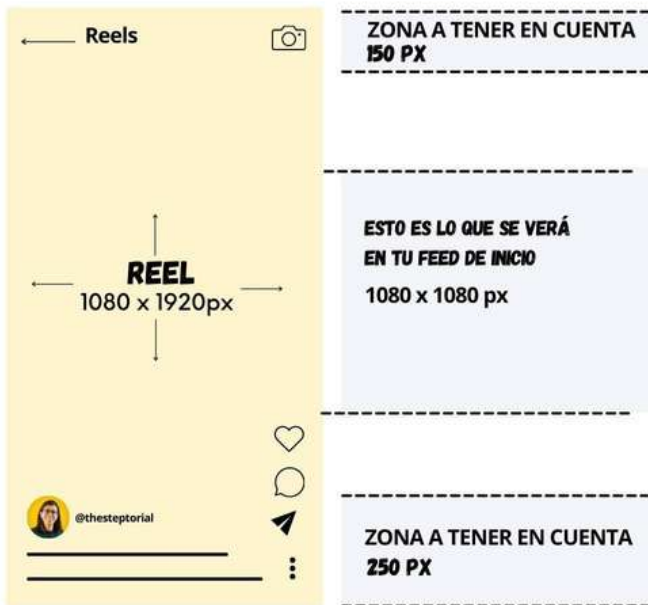 Reels
REEL
1080 x 1920px
@thesteptorial
ZONA A TENER EN CUENTA
150 PX
ESTO ES LO QUE SE VERÁ
EN TU FEED DE INICIO
1080 x 1080 px
ZONA A TENER EN CUENTA
250 PX